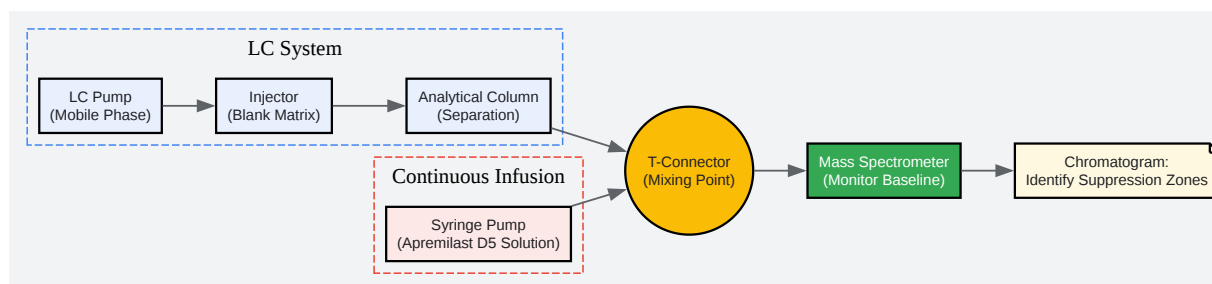 LC System
LC Pump
(Mobile Phase)
Injector
(Blank Matrix)
Analytical Column
(Separation)
Continuous Infusion
Syringe Pump
(Apremilast D5 Solution)
T-Connector
(Mixing Point)
Mass Spectrometer
(Monitor Baseline)
Chromatogram:
Identify Suppression Zones